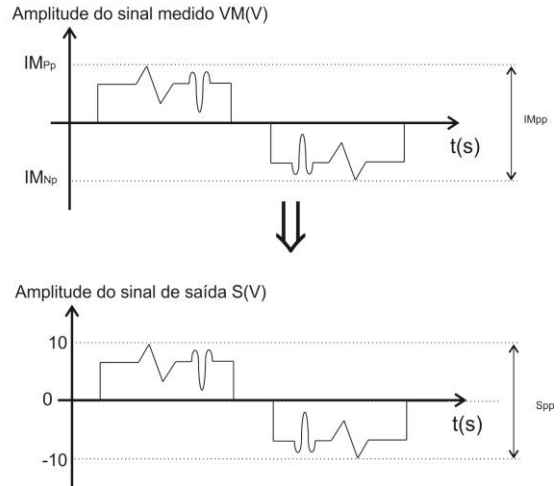 Amplitude do sinal medido VM(V)
IMPp
IMpp
t(s)
IMNp
Amplitude do sinal de saída S(V)
10
0
Spp
t(s)
-10